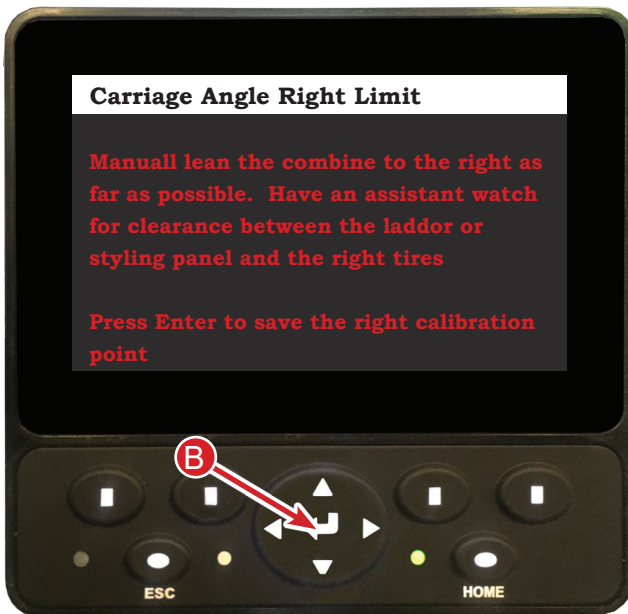 Carriage Angle Right Limit
Manuall lean the combine to the right as
far as possible.  Have an assistant watch
for clearance between the laddor or
styling panel and the right tires
Press Enter to save the right calibration
point
B
ESC
HOME